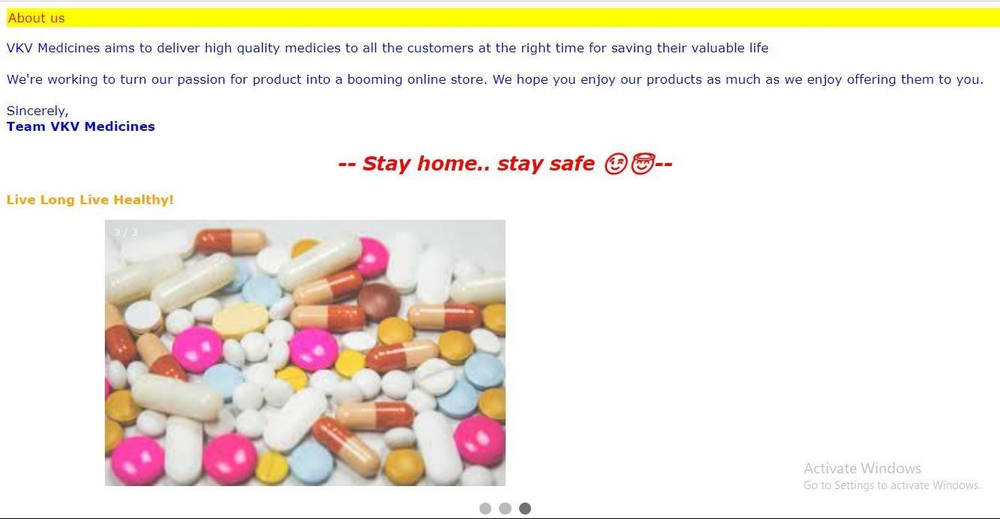 About us
VKV Medicines aims to deliver high quality medicies to all the customers at the right time for saving their valuable life
We're working to turn our passion for product into a booming online store. We hope you enjoy our products as much as we enjoy offering them to you.
Sincerely,
Team VKV Medicines
-- Stay home.. stay safe 😉😇--
Live Long Live Healthy!
3 / 3
Activate Windows
Go to Settings to activate Windows.